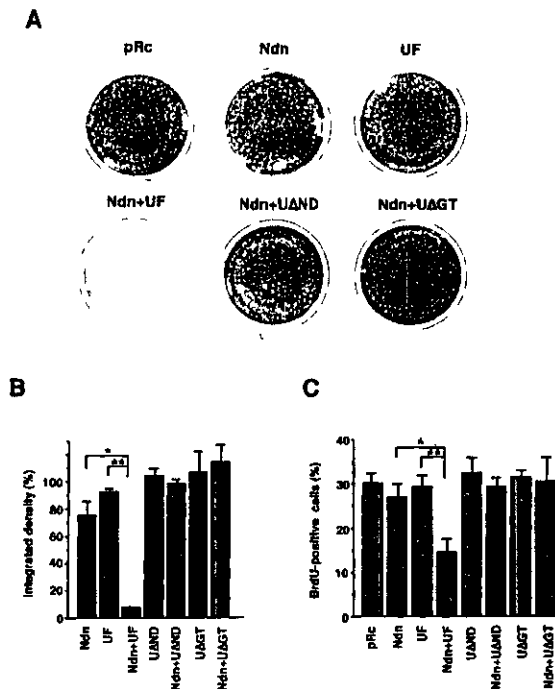 A
pRc Ndn UF
Ndn+UF Ndn+UΔND Ndn+UΔGT
B
Integrated density (%)
100
80
60
40
20
0
*
**
Ndn
UF
Ndn+UF
UΔND
Ndn+UΔND
UΔGT
Ndn+UΔGT
C
BrdU-positive cells (%)
40
30
20
10
0
*
**
pRc
Ndn
UF
Ndn+UF
UΔND
Ndn+UΔND
UΔGT
Ndn+UΔGT